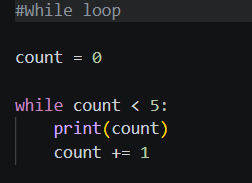 #While loop
count = 0
while count < 5:
    print(count)
    count += 1